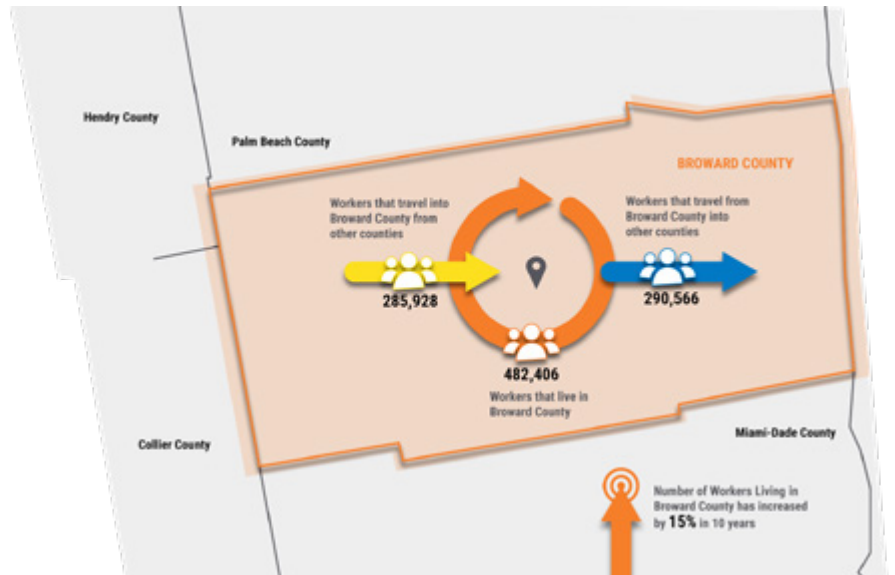 Hendry County
Palm Beach County
BROWARD COUNTY
Workers that travel into
Broward County from
other counties
285,928
Workers that travel from
Broward County into
other counties
290,566
482,406
Workers that live in
Broward County
Collier County
Miami-Dade County
Number of Workers Living in
Broward County has increased
by 15% in 10 years